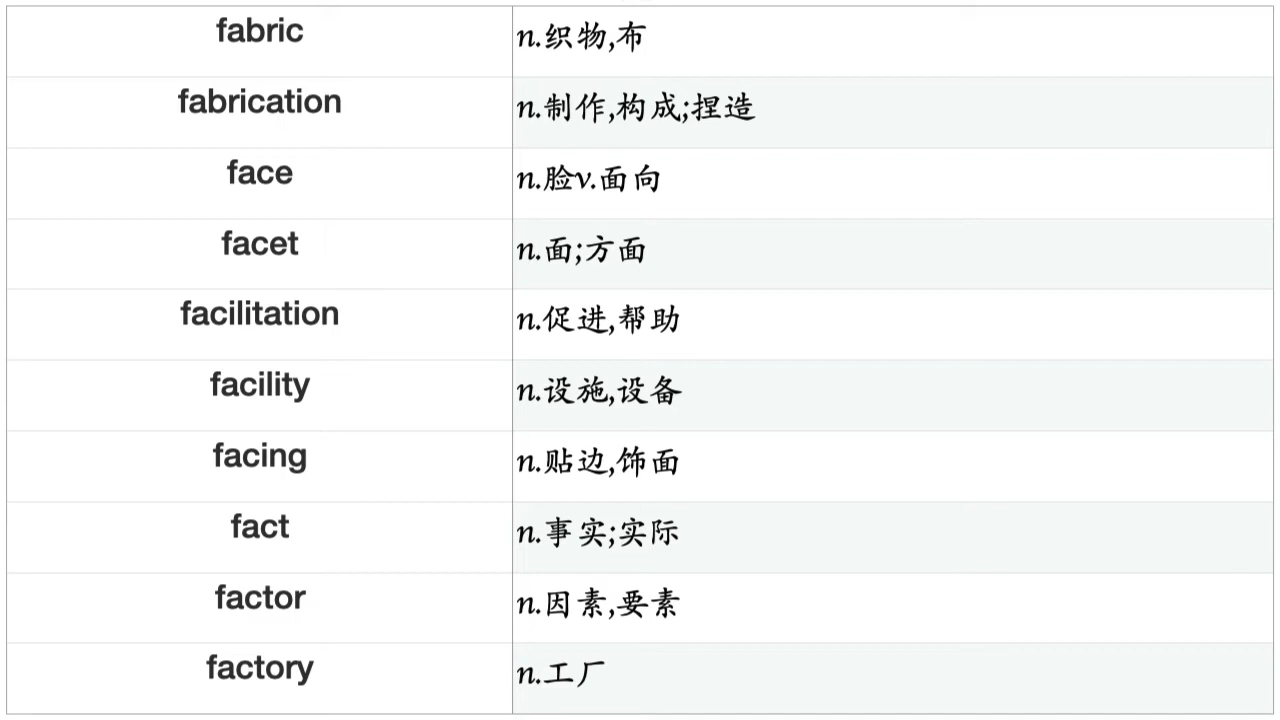 fabric n.织物,布
fabrication n.制作,构成;捏造
face n.脸v.面向
facet n.面;方面
facilitation n.促进,帮助
facility n.设施,设备
facing n.贴边,饰面
fact n.事实;实际
factor n.因素,要素
factory n.工厂